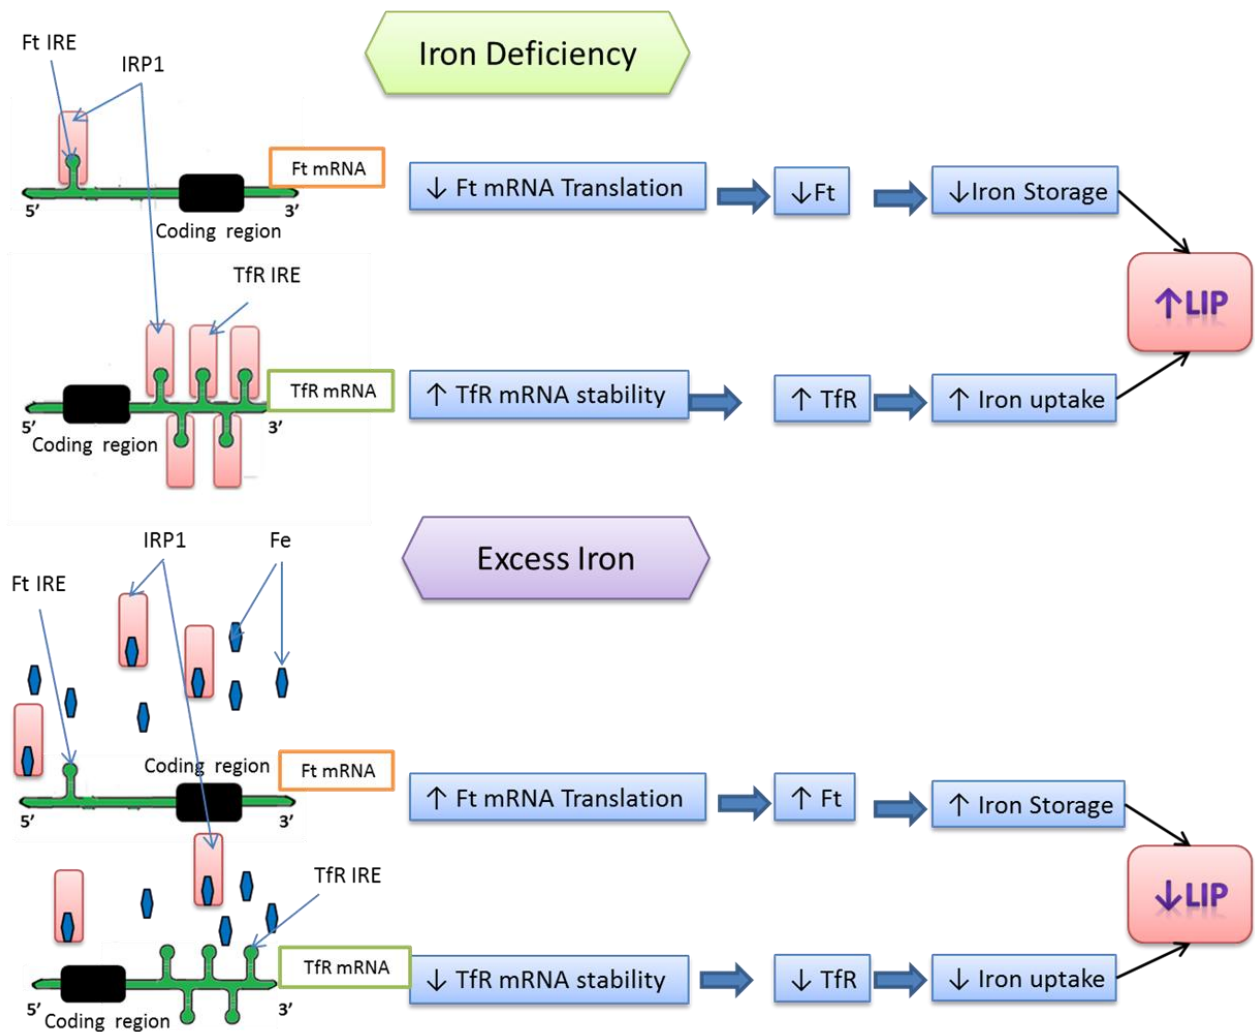 Iron Deficiency
Ft IRE
IRP1
Ft mRNA
5’
3’
Coding region
↓ Ft mRNA Translation
↓Ft
↓Iron Storage
↑LIP
TfR IRE
TfR mRNA
5’
3’
Coding region
↑ TfR mRNA stability
↑ TfR
↑ Iron uptake
Excess Iron
IRP1
Fe
Ft IRE
Coding region
Ft mRNA
5’
3’
↑ Ft mRNA Translation
↑ Ft
↑ Iron Storage
↓LIP
TfR IRE
TfR mRNA
5’
3’
Coding region
↓ TfR mRNA stability
↓ TfR
↓ Iron uptake